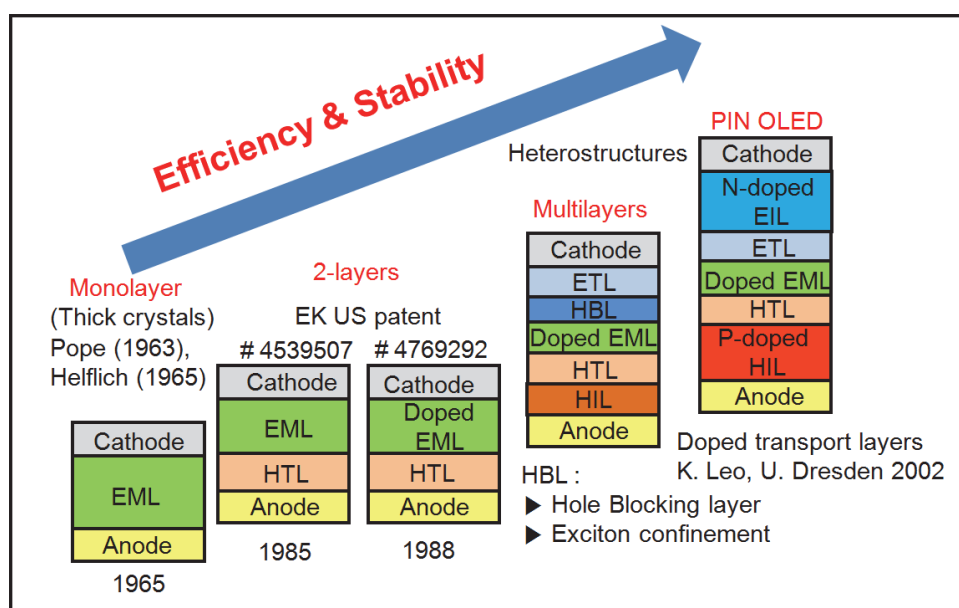 Efficiency & Stability
Monolayer
(Thick crystals)
Pope (1963),
Helflich (1965)
Cathode
EML
Anode
1965
2-layers
EK US patent
# 4539507
Cathode
EML
HTL
Anode
1985
# 4769292
Cathode
Doped
EML
HTL
Anode
1988
Heterostructures
Multilayers
Cathode
ETL
HBL
Doped EML
HTL
HIL
Anode
HBL :
▶ Hole Blocking layer
▶ Exciton confinement
PIN OLED
Cathode
N-doped
EIL
ETL
Doped EML
HTL
P-doped
HIL
Anode
Doped transport layers
K. Leo, U. Dresden 2002